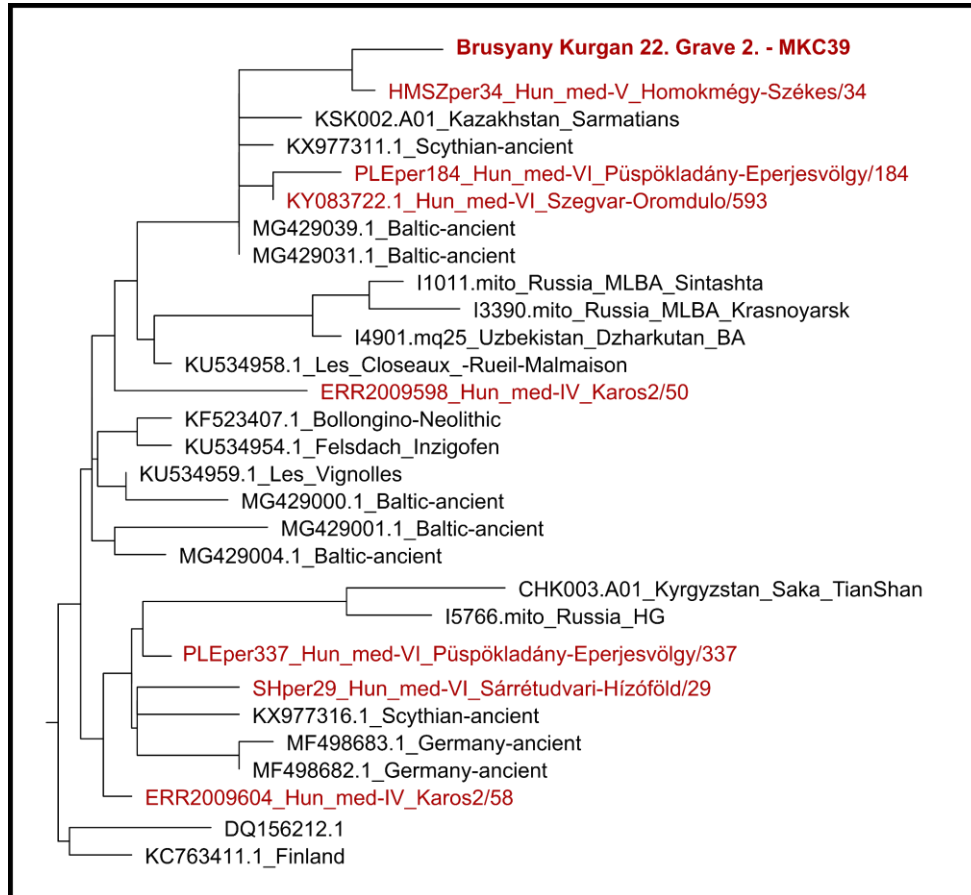 Brusyany Kurgan 22. Grave 2. - MKC39
HMSZper34_Hun_med-V_Homokmégy-Székes/34
KSK002.A01_Kazakhstan_Sarmatians
KX977311.1_Scythian-ancient
PLEper184_Hun_med-VI_Püspökladány-Eperjesvölgy/184
KY083722.1_Hun_med-VI_Szegvar-Oromdulo/593
MG429039.1_Baltic-ancient
MG429031.1_Baltic-ancient
I1011.mito_Russia_MLBA_Sintashta
I3390.mito_Russia_MLBA_Krasnoyarsk
I4901.mq25_Uzbekistan_Dzharkutan_BA
KU534958.1_Les_Closeaux_-Rueil-Malmaison
ERR2009598_Hun_med-IV_Karos2/50
KF523407.1_Bollongino-Neolithic
KU534954.1_Felsdach_Inzigofen
KU534959.1_Les_Vignolles
MG429000.1_Baltic-ancient
MG429001.1_Baltic-ancient
MG429004.1_Baltic-ancient
CHK003.A01_Kyrgyzstan_Saka_TianShan
I5766.mito_Russia_HG
PLEper337_Hun_med-VI_Püspökladány-Eperjesvölgy/337
SHper29_Hun_med-VI_Sárrétudvari-Hízóföld/29
KX977316.1_Scythian-ancient
MF498683.1_Germany-ancient
MF498682.1_Germany-ancient
ERR2009604_Hun_med-IV_Karos2/58
DQ156212.1
KC763411.1_Finland